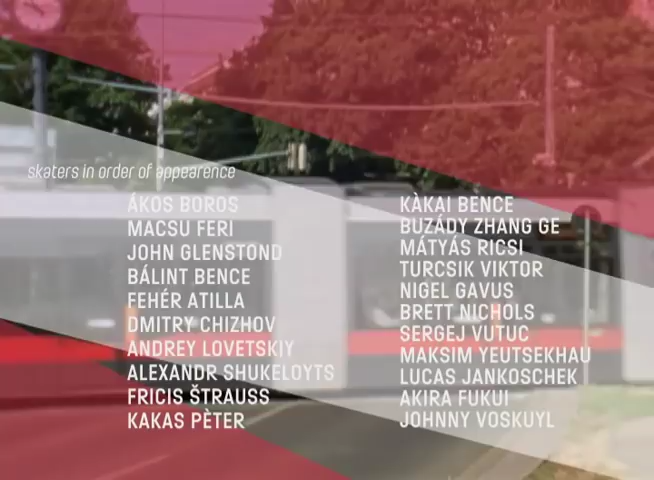 skaters in order of appearence
ÁKOS BOROS
MACSU FERI
JOHN GLENSTOND
BÁLINT BENCE
FEHÉR ATILLA
DMITRY CHIZHOV
ANDREY LOVETSKIY
ALEXANDR SHUKELOYTS
FRICIS ŠTRAUSS
KAKAS PÈTER
KÀKAI BENCE
BUZÁDY ZHANG GE
MÁTYÁS RICSI
TURCSIK VIKTOR
NIGEL GAVUS
BRETT NICHOLS
SERGEJ VUTUC
MAKSIM YEUTSEKHAU
LUCAS JANKOSCHEK
AKIRA FUKUI
JOHNNY VOSKUYL